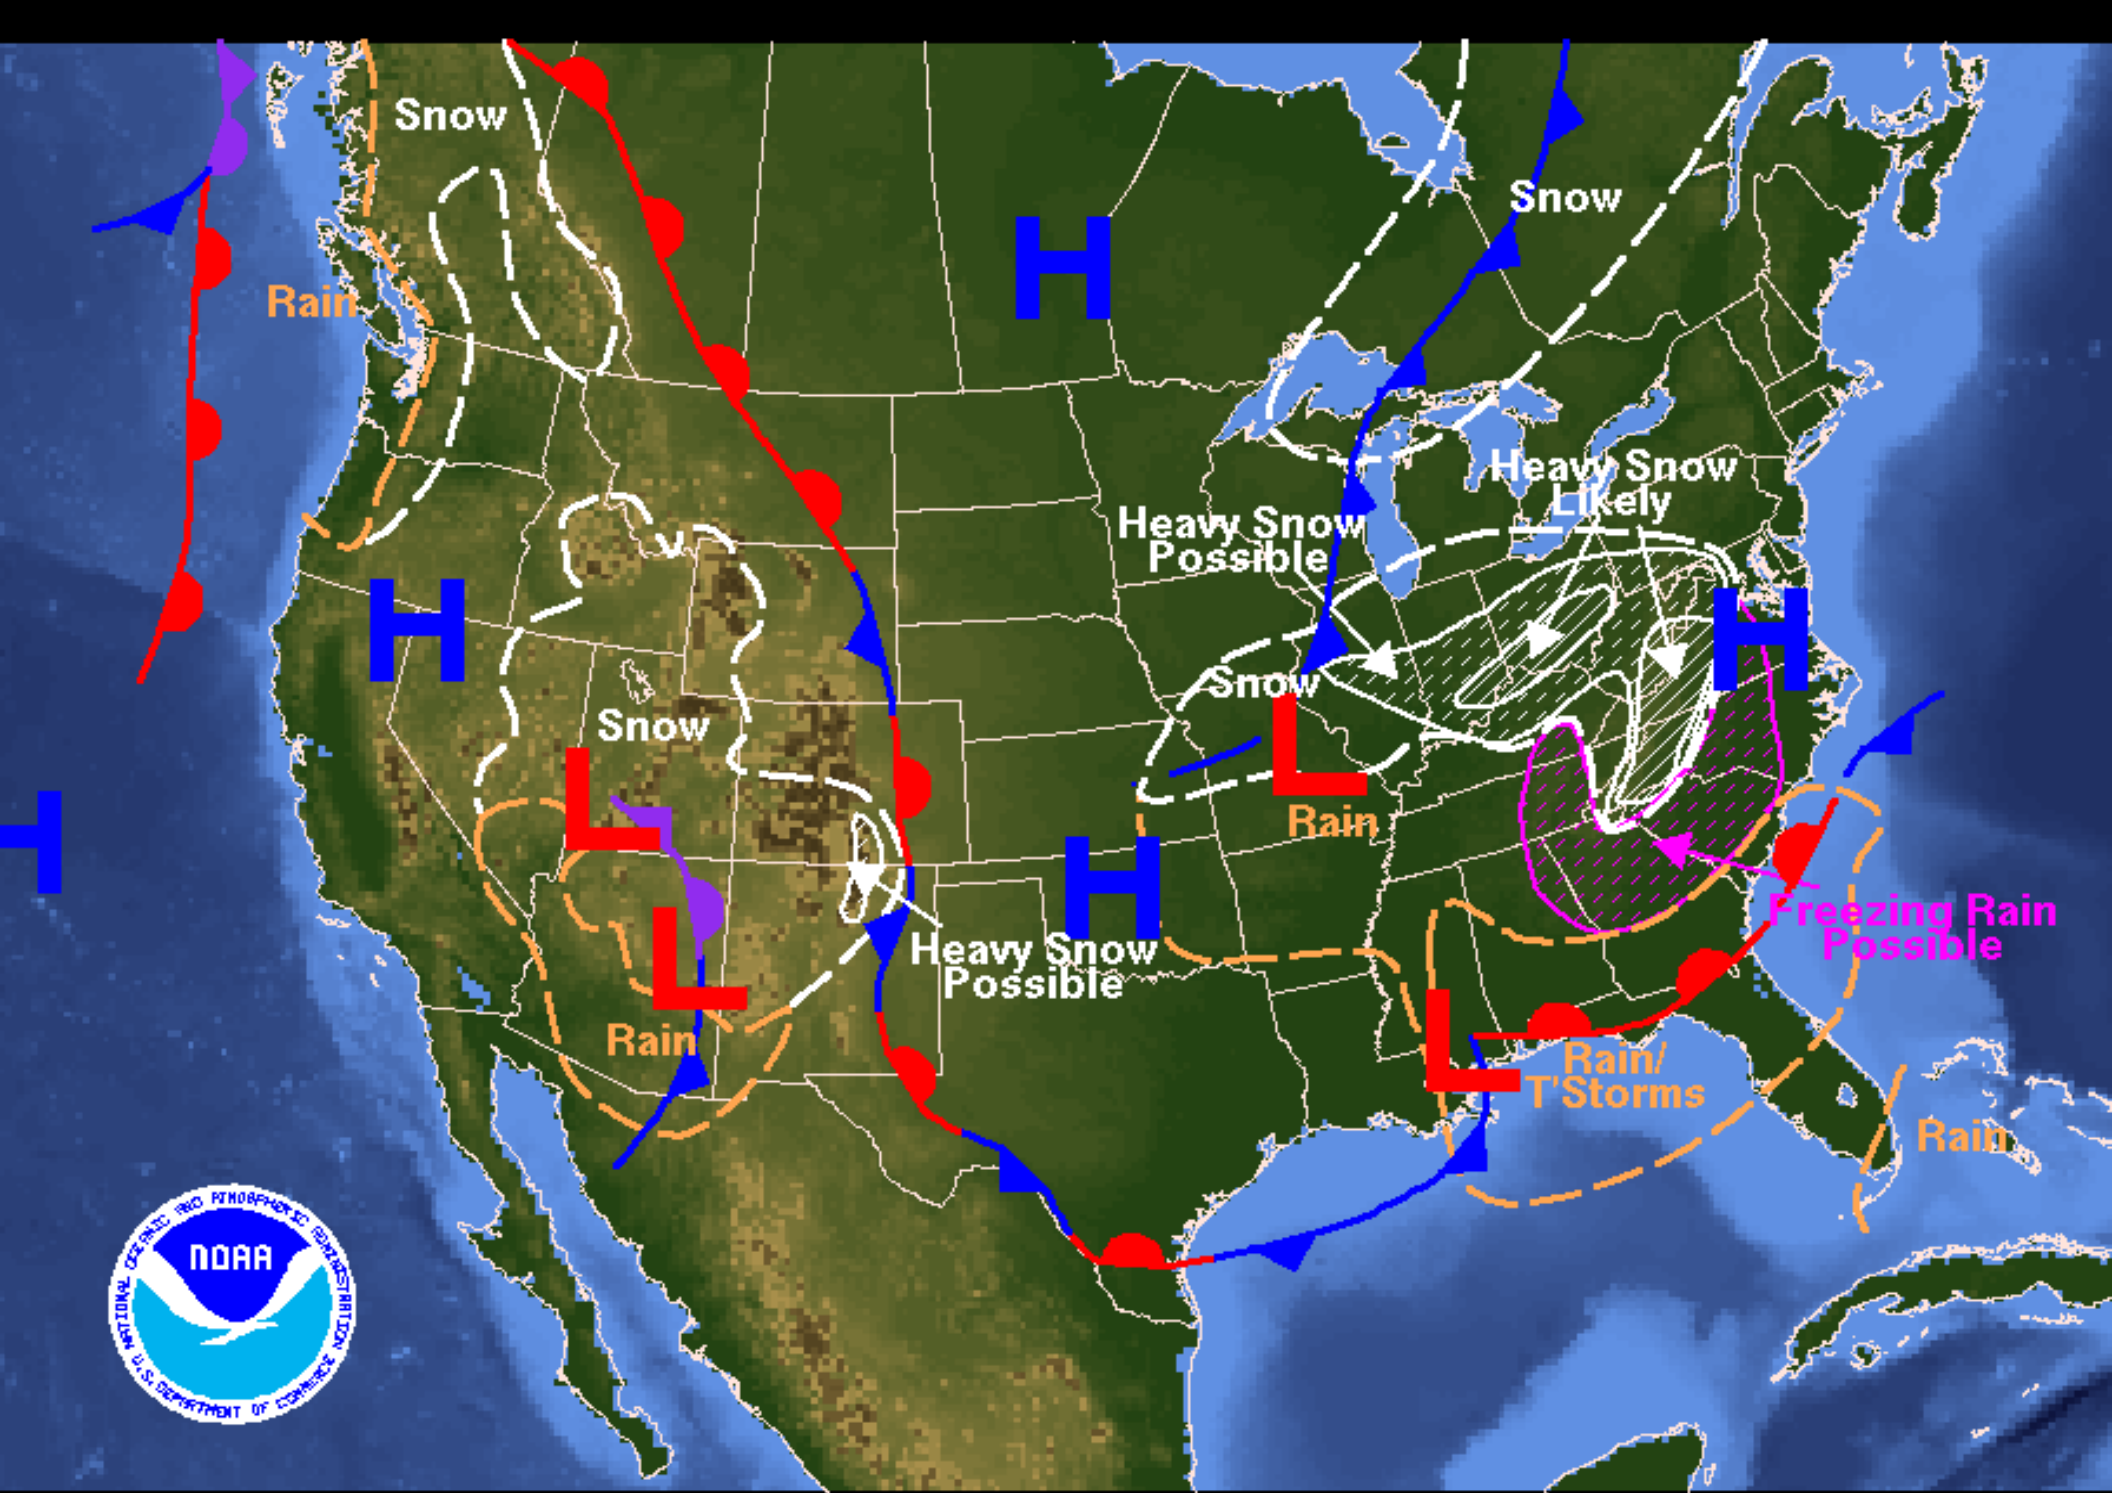 Snow
Snow
H
Rain
Heavy Snow
Likely
Heavy Snow
Possible
H
H
Snow
Snow
L
L
Rain
H
H
L
Freezing Rain
Possible
Heavy Snow
Possible
Rain
L
Rain/
T'Storms
Rain
NATIONAL OCEANIC AND ATMOSPHERIC ADMINISTRATION
NOAA
U.S. DEPARTMENT OF COMMERCE